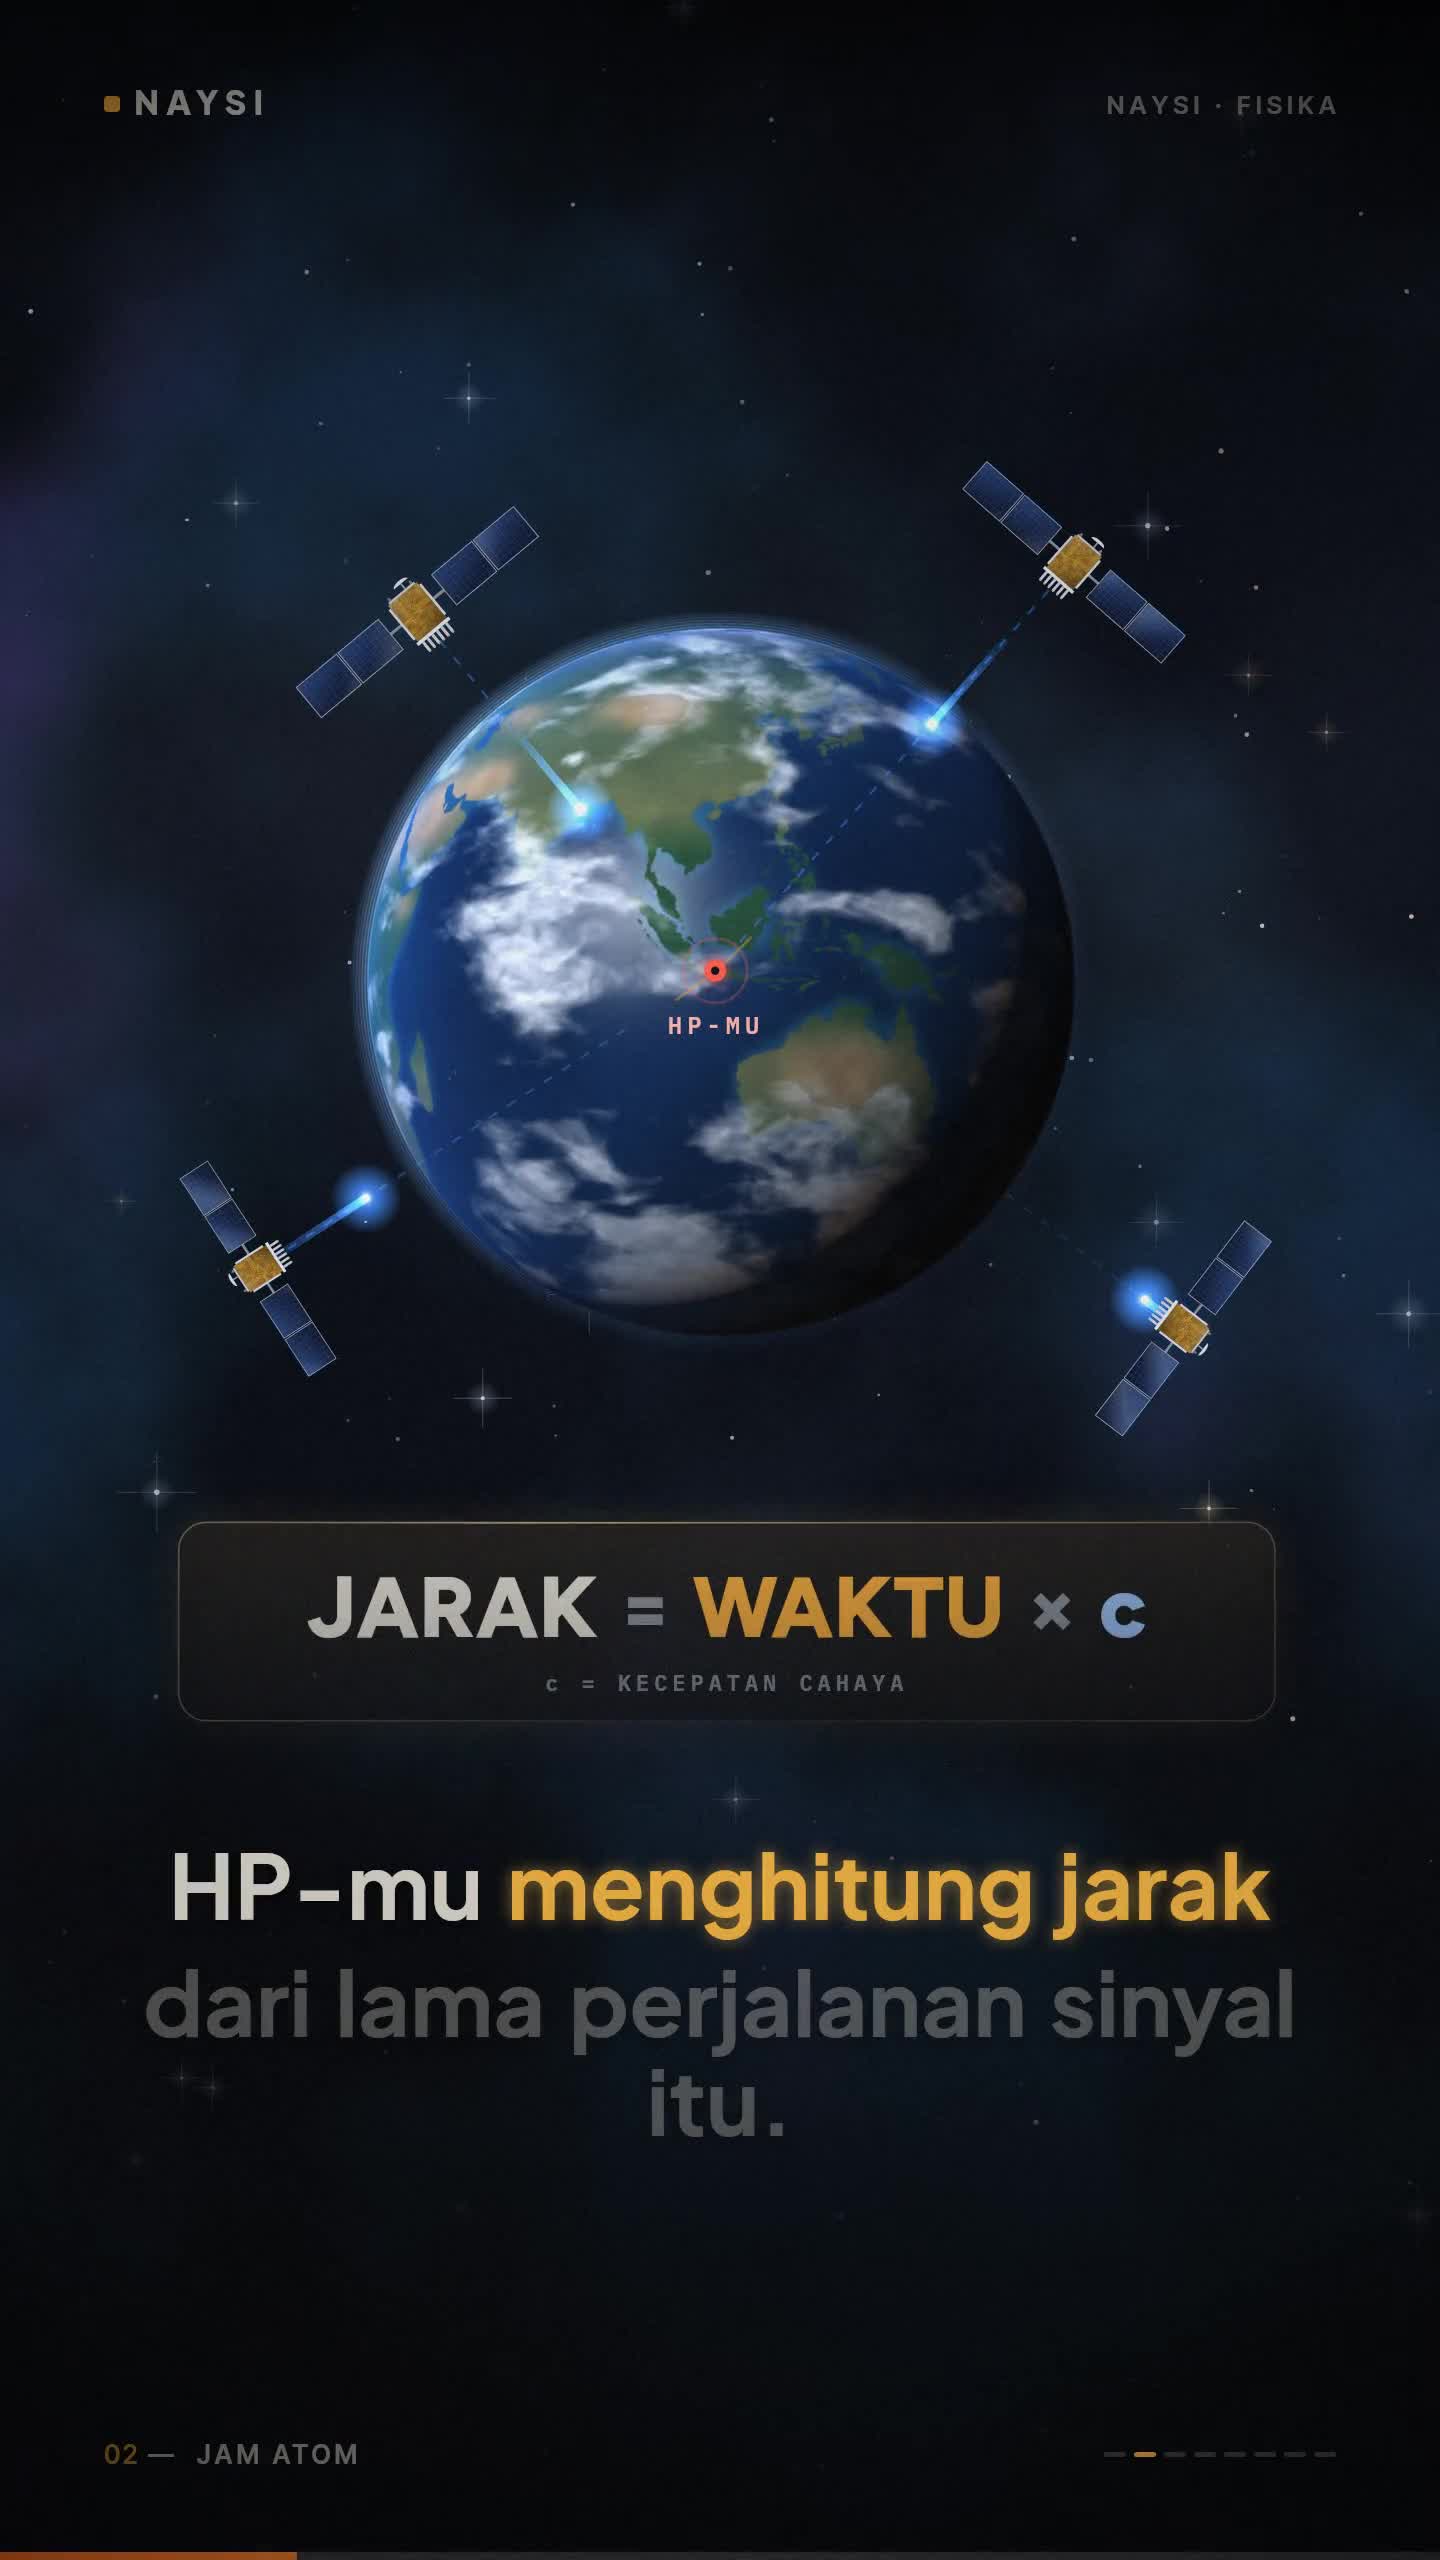 NAYSI
NAYSI · FISIKA
HP-MU
JARAK = WAKTU × c
c = KECEPATAN CAHAYA
HP-mu menghitung jarak
dari lama perjalanan sinyal
itu.
02 — JAM ATOM